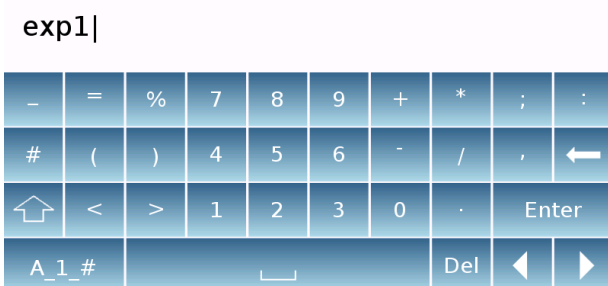 exp1
_ = % 7 8 9 + * ; :
# ( ) 4 5 6 - / ,
< > 1 2 3 0 . Enter
A_1_# Del